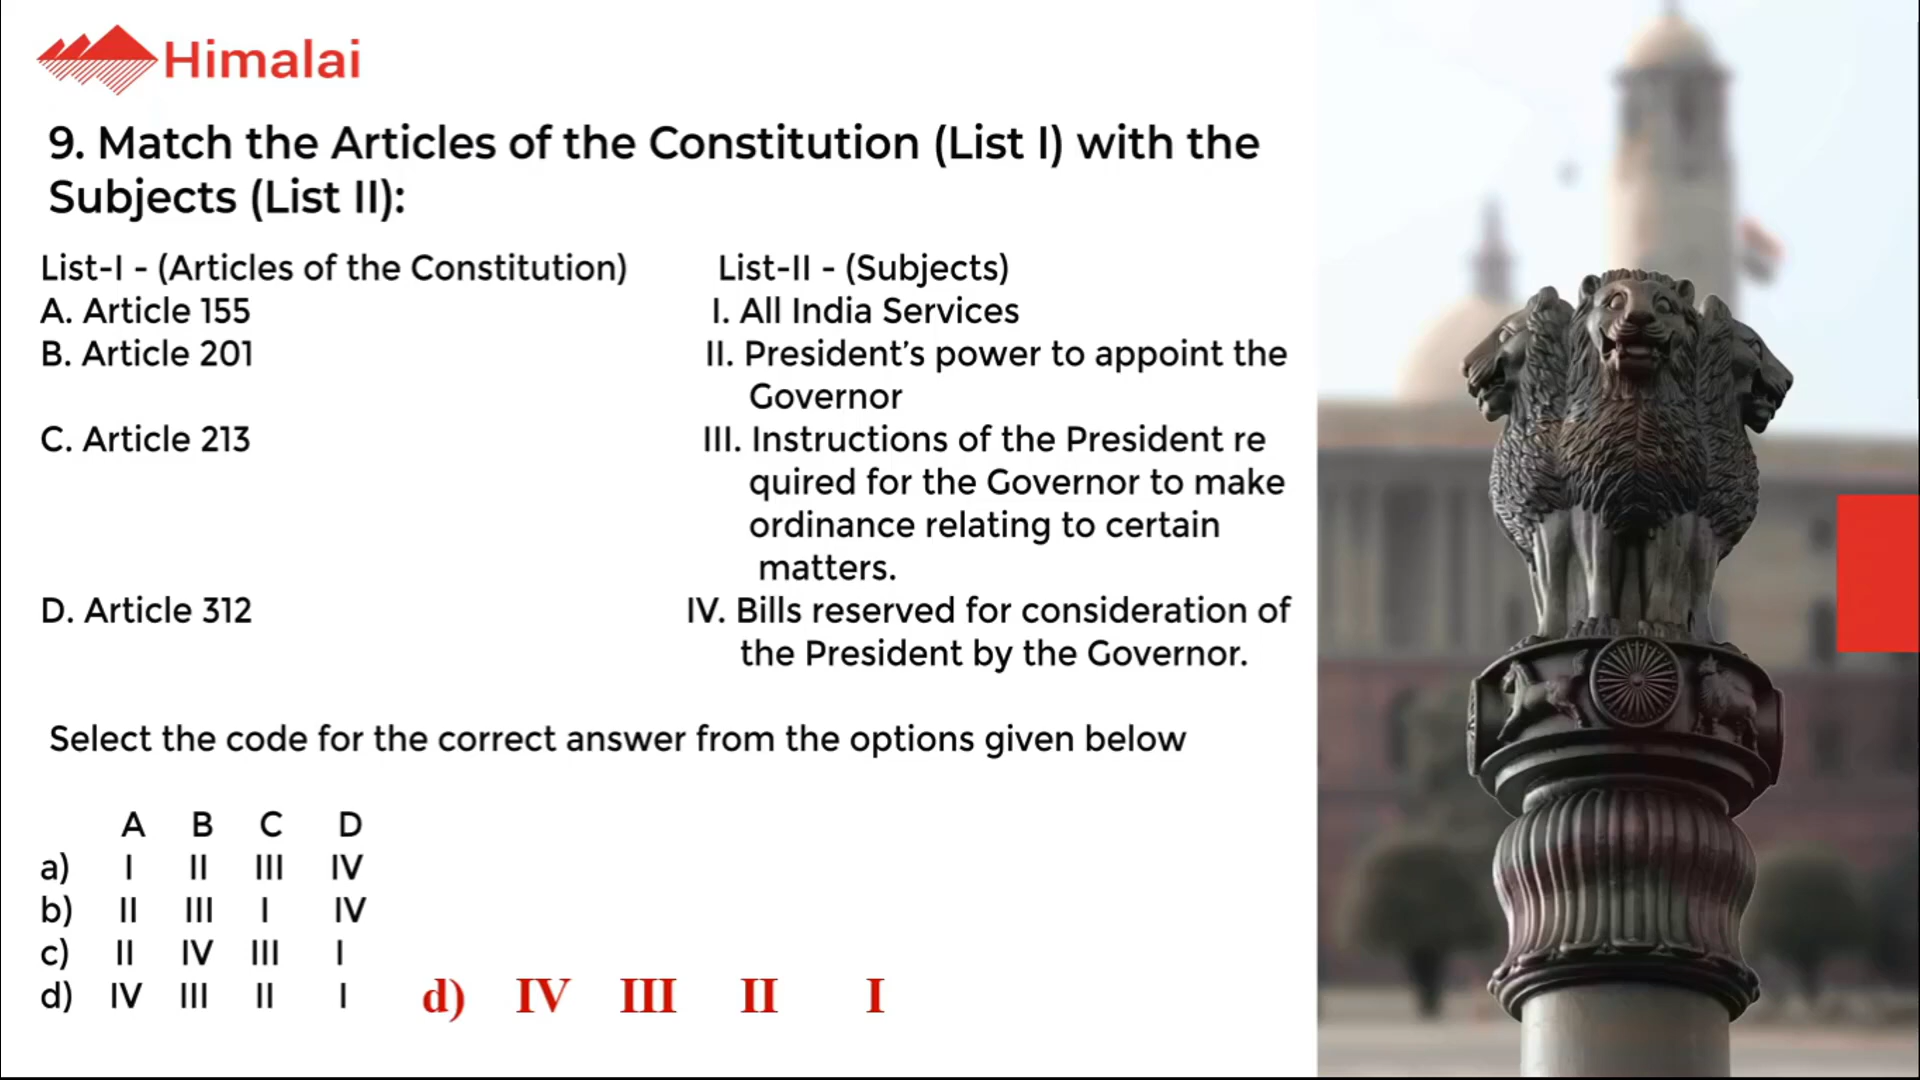 Himalai
9. Match the Articles of the Constitution (List I) with the
Subjects (List II):
List-I - (Articles of the Constitution) List-II - (Subjects)
A. Article 155 I. All India Services
B. Article 201 II. President’s power to appoint the
Governor
C. Article 213 III. Instructions of the President re
quired for the Governor to make
ordinance relating to certain
matters.
D. Article 312 IV. Bills reserved for consideration of
the President by the Governor.
Select the code for the correct answer from the options given below
A B C D
a) I II III IV
b) II III I IV
c) II IV III I
d) IV III II I d) IV III II I